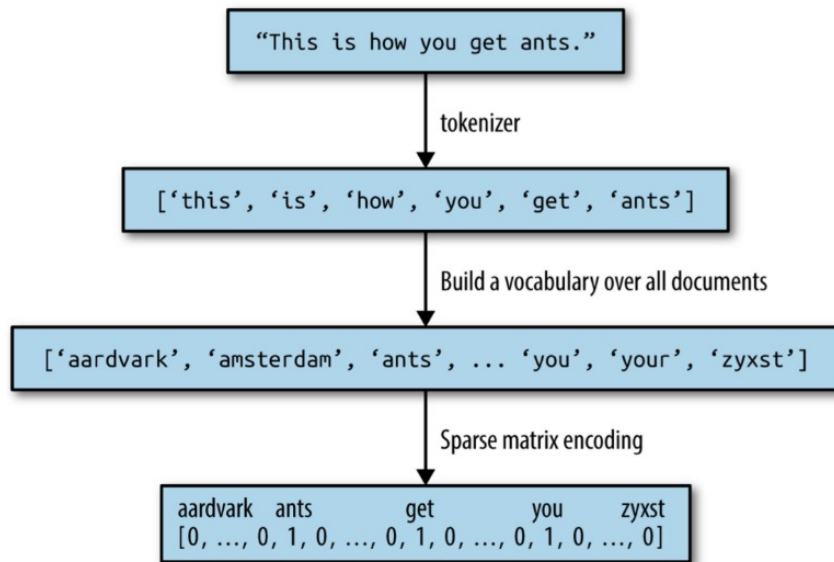 “This is how you get ants.”
tokenizer
[‘this’, ‘is’, ‘how’, ‘you’, ‘get’, ‘ants’]
Build a vocabulary over all documents
[‘aardvark’, ‘amsterdam’, ‘ants’, ... ‘you’, ‘your’, ‘zyxst’]
Sparse matrix encoding
aardvark ants get you zyxst
[0, …, 0, 1, 0, …, 0, 1, 0, …, 0, 1, 0, …, 0]